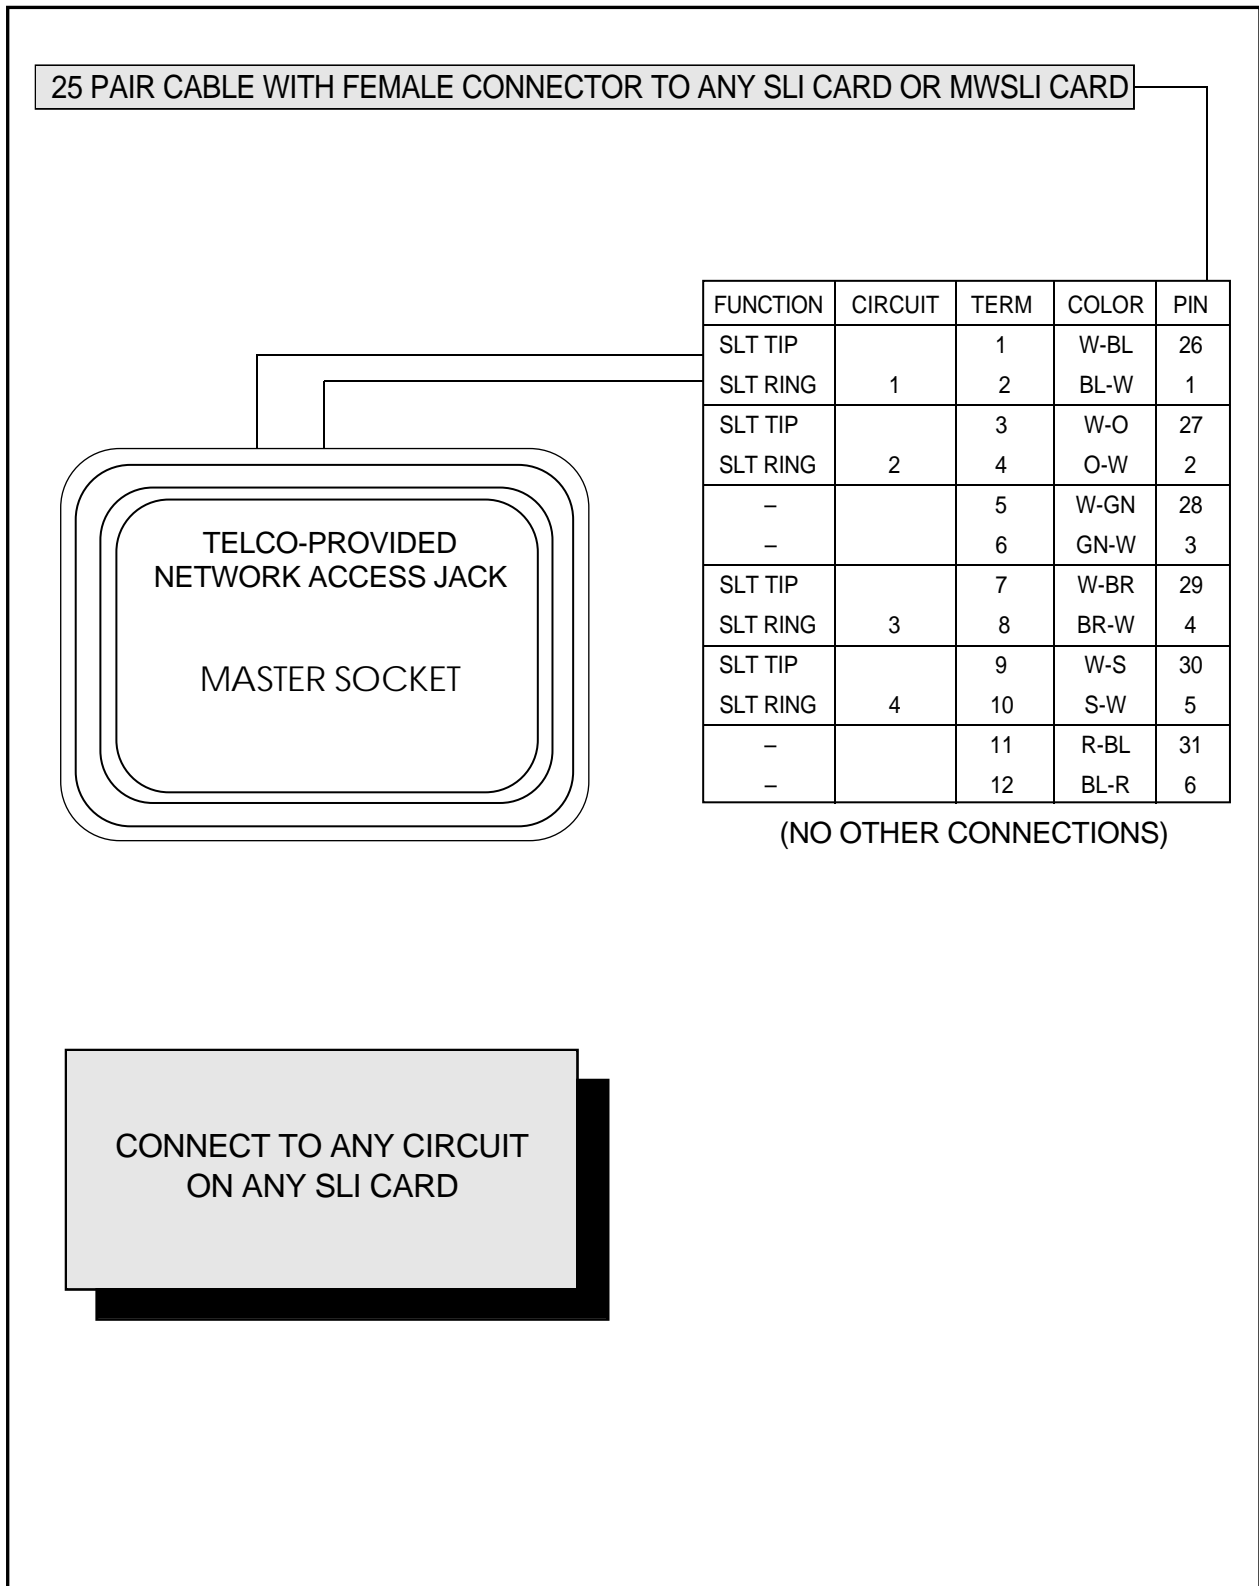 25 PAIR CABLE WITH FEMALE CONNECTOR TO ANY SLI CARD OR MWSLI CARD
FUNCTION CIRCUIT TERM COLOR PIN
SLT TIP 1 W-BL 26
SLT RING 1 2 BL-W 1
SLT TIP 3 W-O 27
SLT RING 2 4 O-W 2
– 5 W-GN 28
– 6 GN-W 3
SLT TIP 7 W-BR 29
SLT RING 3 8 BR-W 4
SLT TIP 9 W-S 30
SLT RING 4 10 S-W 5
– 11 R-BL 31
– 12 BL-R 6
(NO OTHER CONNECTIONS)
TELCO-PROVIDED
NETWORK ACCESS JACK
MASTER SOCKET
CONNECT TO ANY CIRCUIT
ON ANY SLI CARD